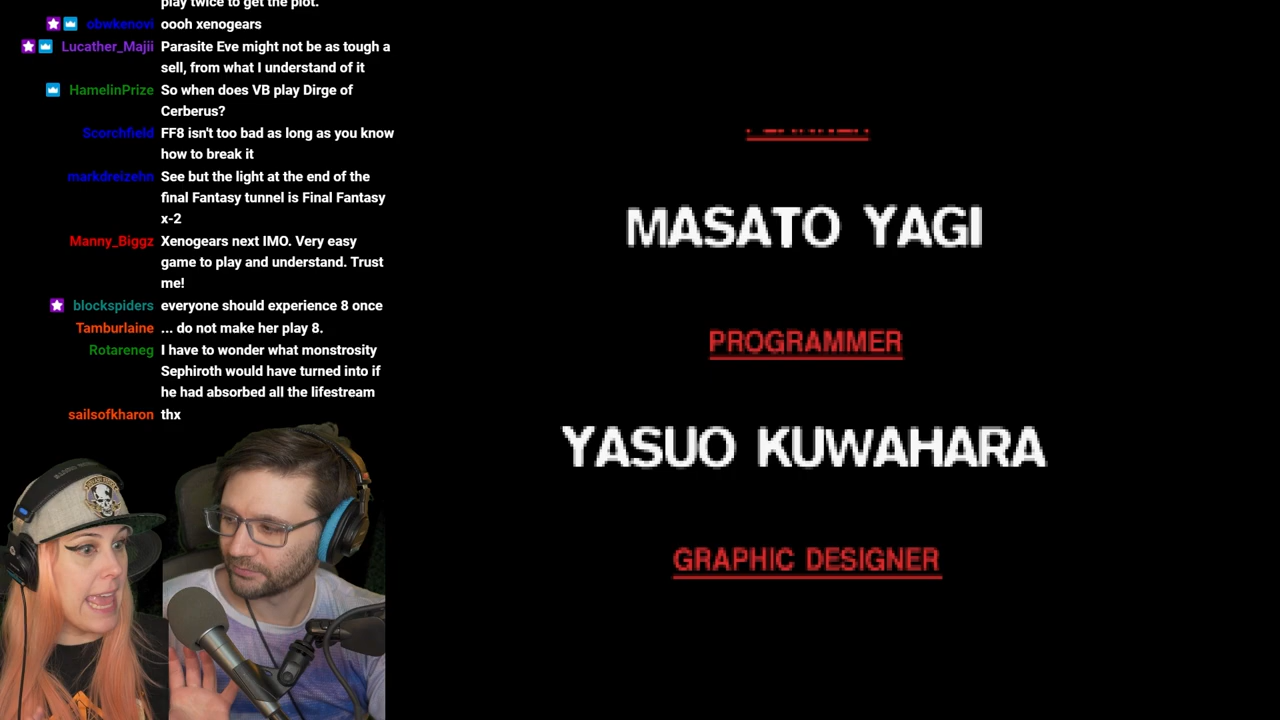 play twice to get the plot.
obwkenovi oooh xenogears
Lucather_Majii Parasite Eve might not be as tough a
sell, from what I understand of it
HamelinPrize So when does VB play Dirge of
Cerberus?
Scorchfield FF8 isn't too bad as long as you know
how to break it
markdreizehn See but the light at the end of the
final Fantasy tunnel is Final Fantasy
x-2
Manny_Biggz Xenogears next IMO. Very easy
game to play and understand. Trust
me!
blockspiders everyone should experience 8 once
Tamburlaine ... do not make her play 8.
Rotareneg I have to wonder what monstrosity
Sephiroth would have turned into if
he had absorbed all the lifestream
sailsofkharon thx
MASATO YAGI
PROGRAMMER
YASUO KUWAHARA
GRAPHIC DESIGNER